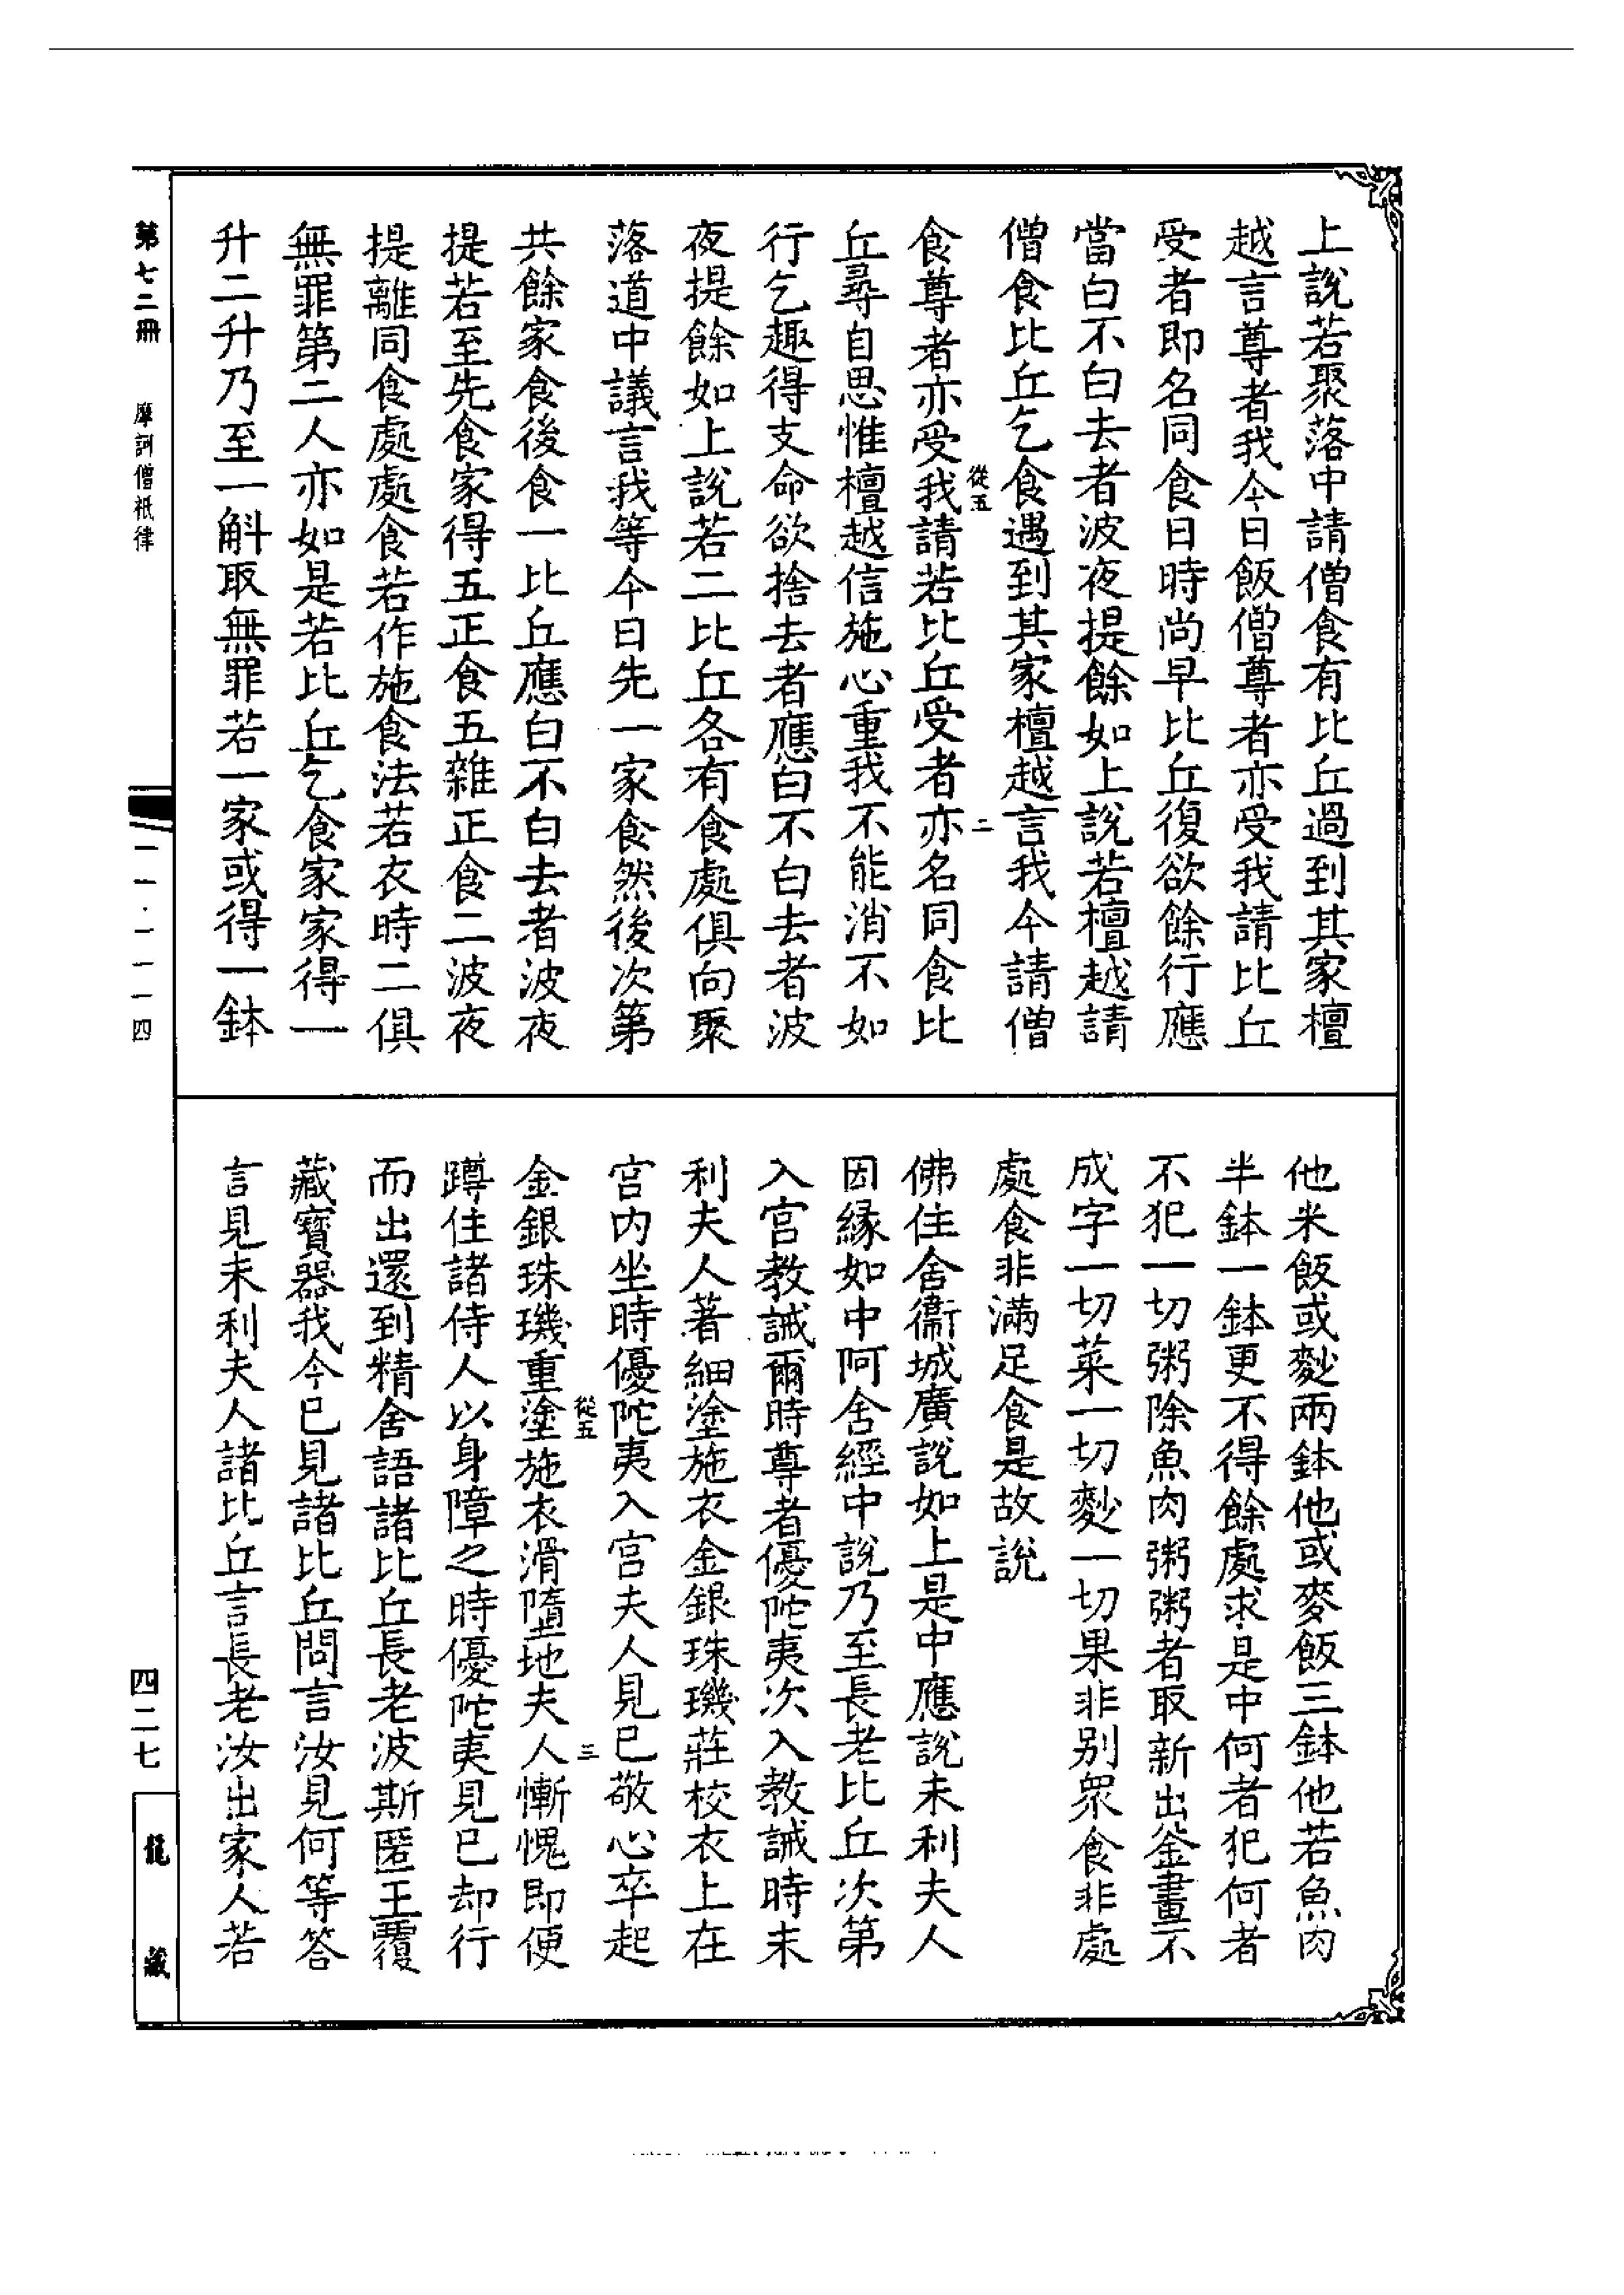 上說若聚落中請僧食有比丘過到其家檀
越言尊者我今日飯僧尊者亦受我請比丘
受者即名同食日時尚早比丘復欲餘行應
當白不白去者波夜提餘如上說若檀越請
僧食比丘乞食遇到其家檀越言我今請僧
從五
二
食尊者亦受我請若比丘受者亦名同食比
丘尋自思惟檀越信施心重我不能消不如
行乞趣得支命欲捨去者應白不白去者波
夜提餘如上說若二比丘各有食處俱向聚
落道中議言我等今日先一家食然後次第
共餘家食後食一比丘應白不白去者波夜
提若至先食家得五正食五雜正食二波夜
提離同食處處食若作施食法若衣時二俱
無罪第二人亦如是若比丘乞食家家得一
升二升乃至一斛取無罪若一家或得一鉢
他米飯或麨兩鉢他或麥飯三鉢他若魚肉
半鉢一鉢更不得餘處求是中何者犯何者
不犯一切粥除魚肉粥粥者取新出釜畫不
成字一切菜一切麨一切果非別眾食非處
處食非滿足食是故說
佛住舍衞城廣說如上是中應說末利夫人
因緣如中阿含經中說乃至長老比丘次第
入宮教誡爾時尊者優陀夷次入教誡時末
利夫人著細塗施衣金銀珠璣莊校衣上在
宮內坐時優陀夷入宮夫人見已敬心卒起
從五
三
金銀珠璣重塗施衣滑墮地夫人慚愧即便
蹲住諸侍人以身障之時優陀夷見已却行
而出還到精舍語諸比丘長老波斯匿王覆
藏寶器我今已見諸比丘問言汝見何等答
言見末利夫人諸比丘言長老汝出家人若
第七二冊
摩訶僧祇律
一一·一一一四
四二七
龍藏